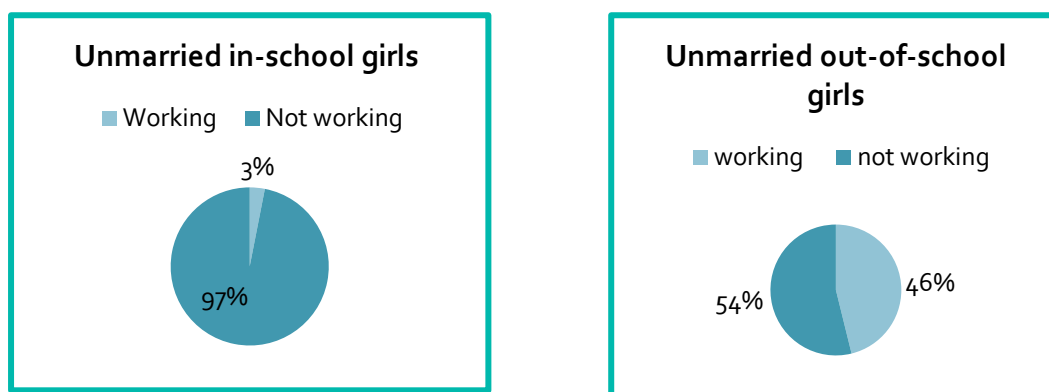 Unmarried in-school girls
Working Not working
3%
97%
Unmarried out-of-school
girls
working not working
46%
54%